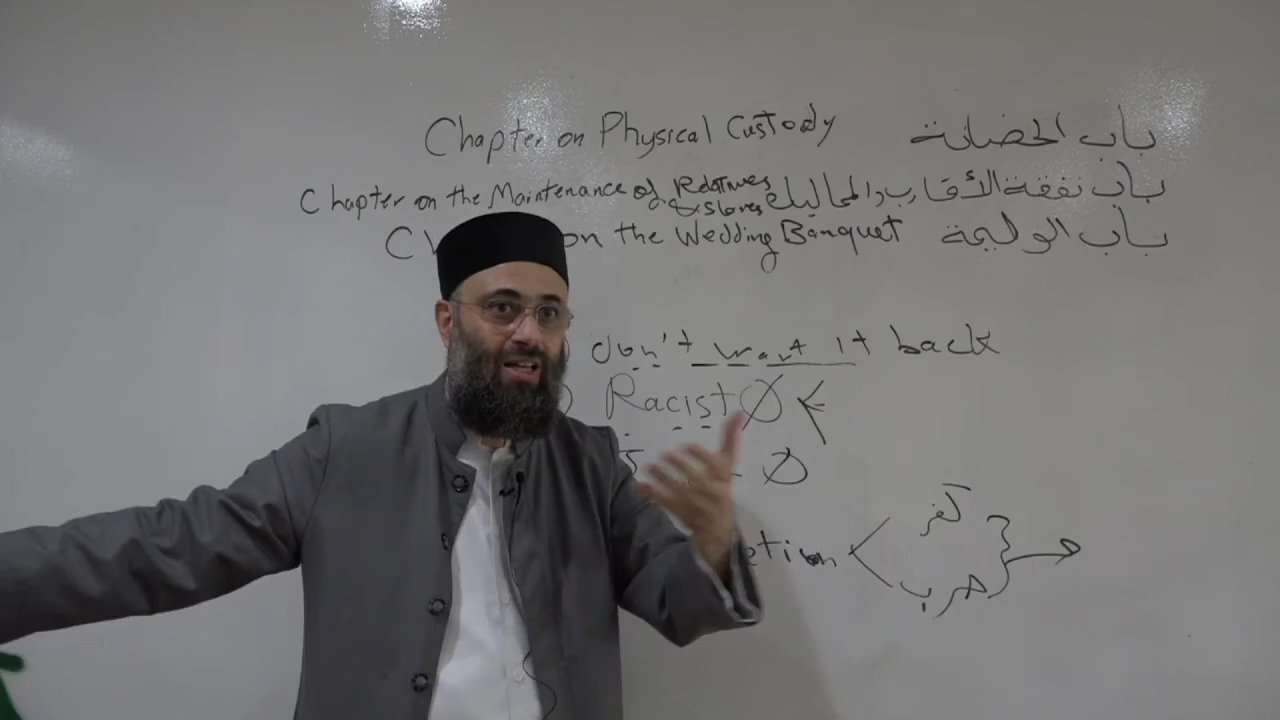 Chapter on Physical Custody باب الحضانة
Chapter on the Maintenance of Relatives & slaves باب نفقة الأقارب والمماليك
on the Wedding Banquet باب الوليمة
don't want it back
Racist
كفر
حرب